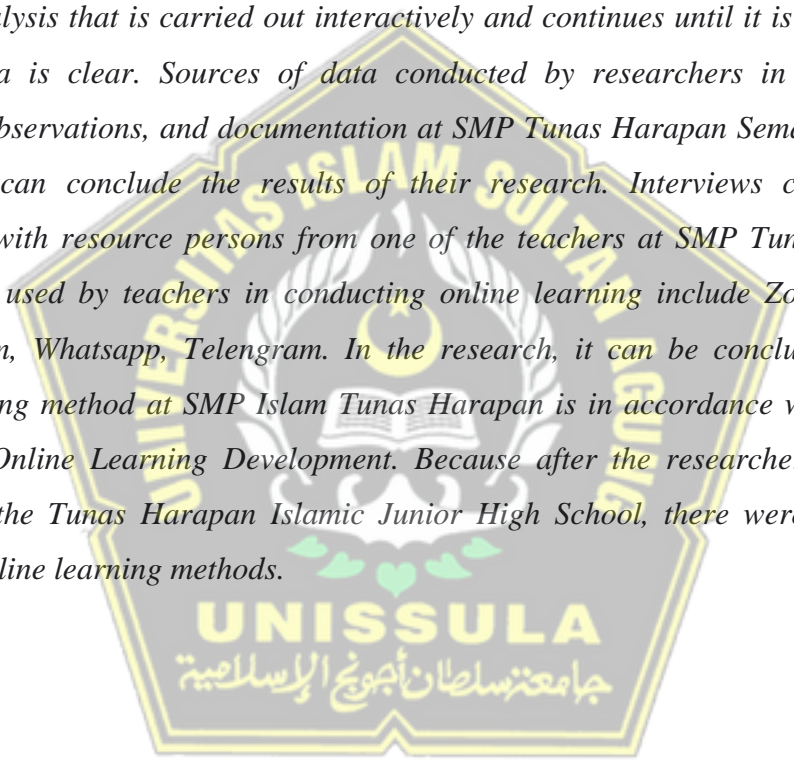 lysis that is carried out interactively and continues until it is
a is clear. Sources of data conducted by researchers in
bservations, and documentation at SMP Tunas Harapan Sema
can conclude the results of their research. Interviews c
with resource persons from one of the teachers at SMP Tun
used by teachers in conducting online learning include Zo
n, Whatsapp, Telengram. In the research, it can be conclu
ng method at SMP Islam Tunas Harapan is in accordance w
Online Learning Development. Because after the researche
the Tunas Harapan Islamic Junior High School, there were
line learning methods.
UNIVERSITAS ISLAM SULTAN AGUNG
UNISSULA
جامعة سلطان أجونج الإسلامية